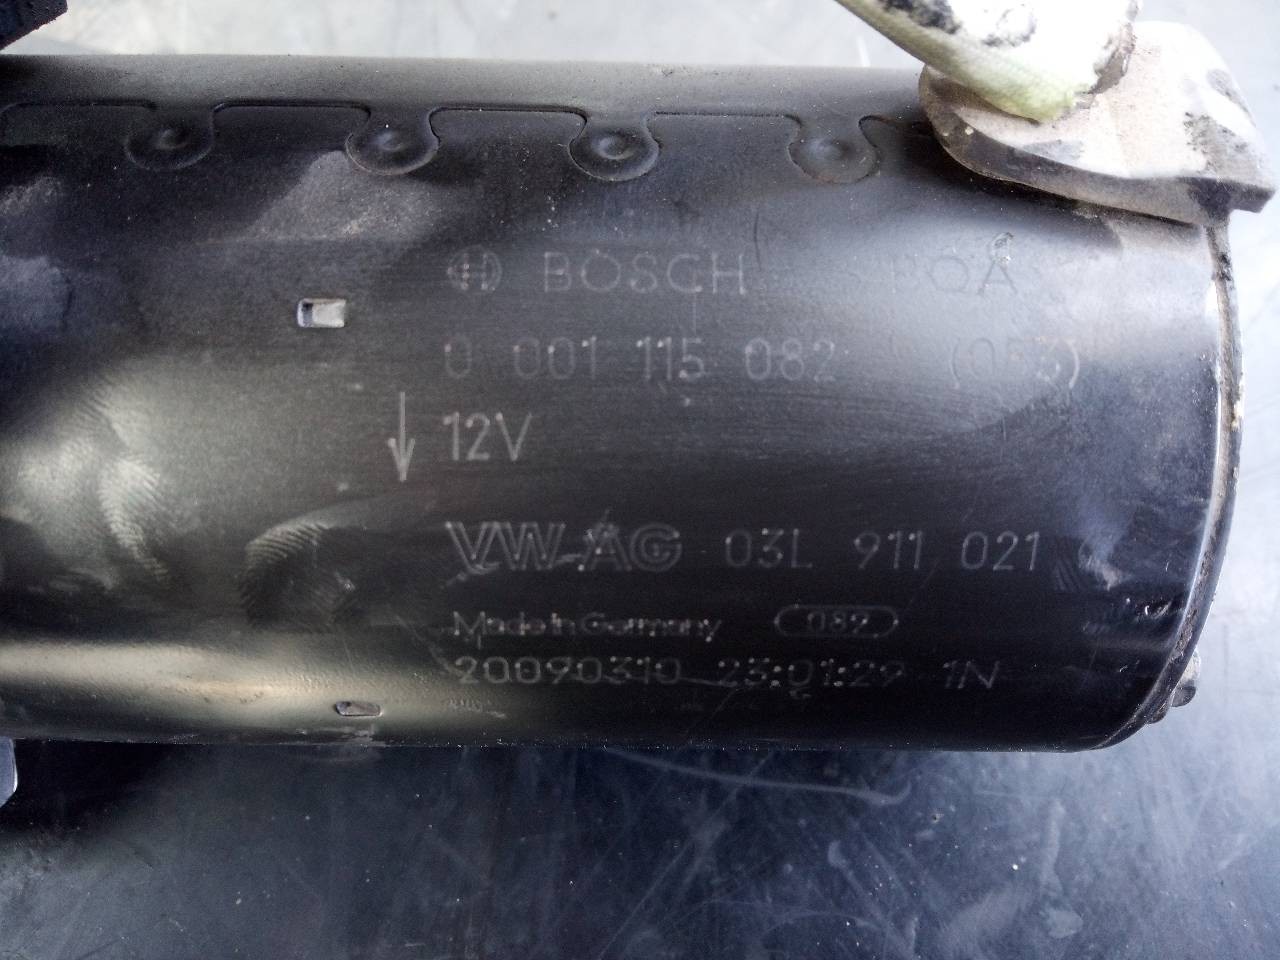 BOSCH
0 001 115 082
12V
VW AG 03L 911 021
Made in Germany 089
20090310 23:01:29 1N